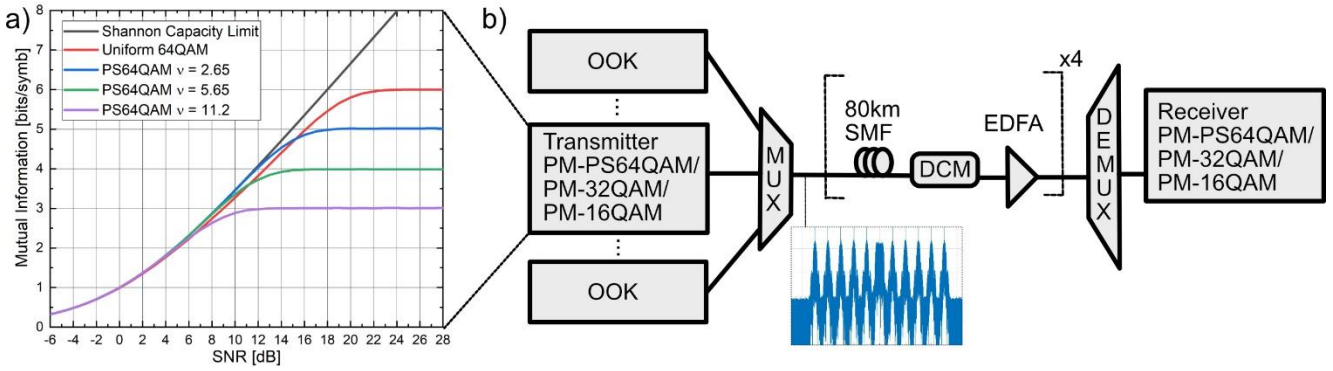 a)
Shannon Capacity Limit
Uniform 64QAM
PS64QAM ν = 2.65
PS64QAM ν = 5.65
PS64QAM ν = 11.2
Mutual Information [bits/symb]
8
7
6
5
4
3
2
1
0
-6 -4 -2 0 2 4 6 8 10 12 14 16 18 20 22 24 26 28
SNR [dB]
b)
OOK
Transmitter
PM-PS64QAM/
PM-32QAM/
PM-16QAM
OOK
MUX
80km
SMF
DCM
EDFA
x4
DEMUX
Receiver
PM-PS64QAM/
PM-32QAM/
PM-16QAM